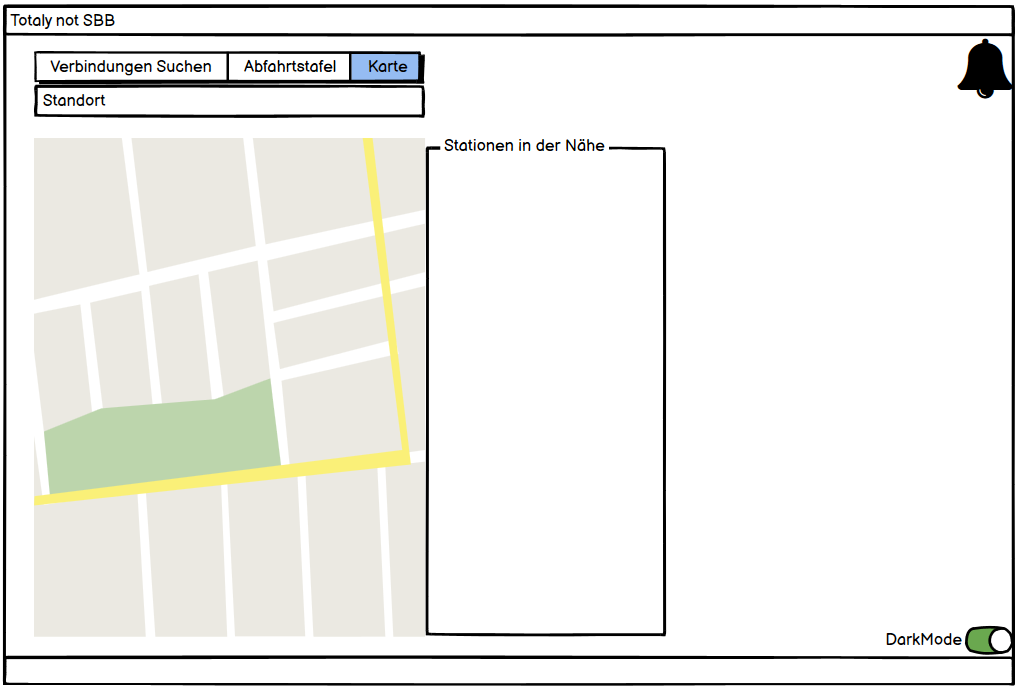 Totaly not SBB
Verbindungen Suchen Abfahrtstafel Karte
Standort
Stationen in der Nähe
DarkMode